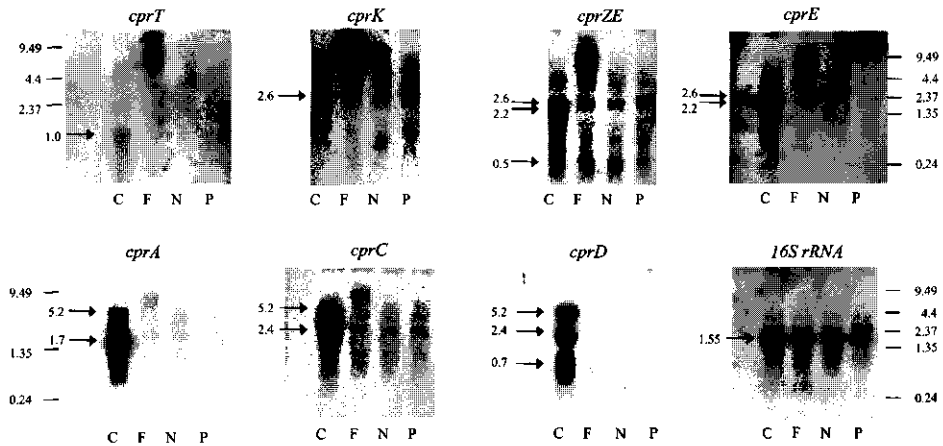 cprT
9.49
4.4
2.37
1.0
C F N P
cprK
2.6
C F N P
cprZE
2.6
2.2
0.5
C F N P
cprE
2.6
2.2
9.49
4.4
2.37
1.35
0.24
C F N P
cprA
9.49
5.2
1.7
1.35
0.24
C F N P
cprC
5.2
2.4
C F N P
cprD
5.2
2.4
0.7
C F N P
16S rRNA
1.55
9.49
4.4
2.37
1.35
0.24
C F N P